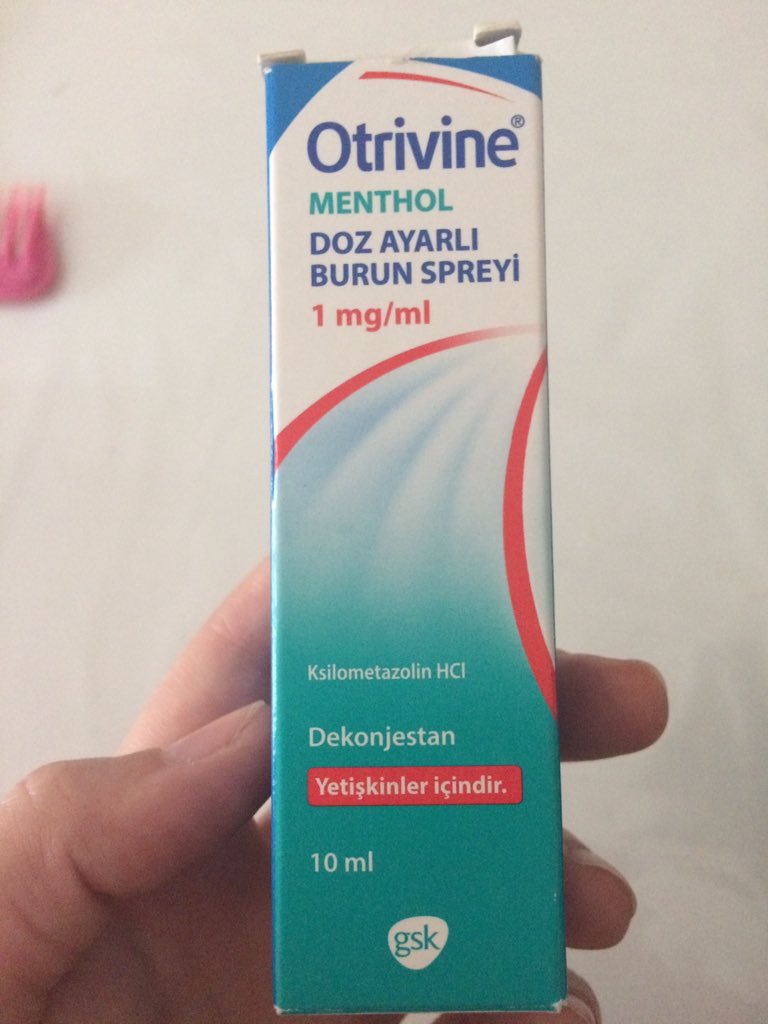 Otrivine®
MENTHOL
DOZ AYARLI
BURUN SPREYİ
1 mg/ml
Ksilometazolin HCl
Dekonjestan
Yetişkinler içindir.
10 ml
gsk